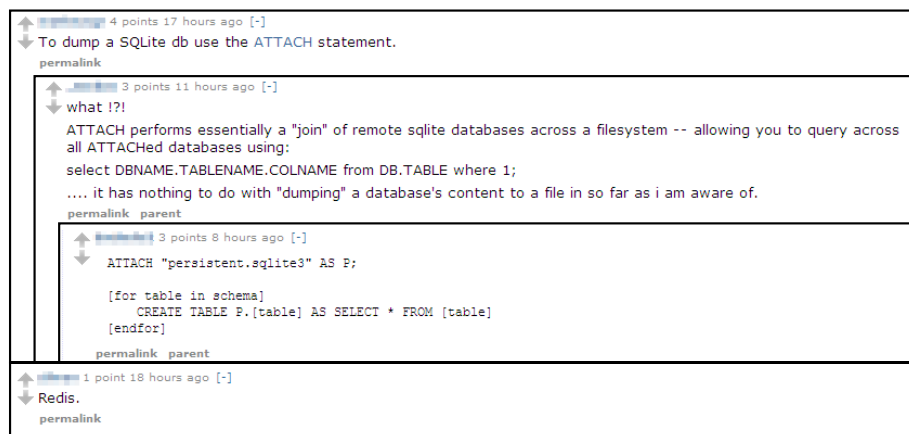 4 points 17 hours ago [-]
To dump a SQLite db use the ATTACH statement.
permalink
3 points 11 hours ago [-]
what !?!
ATTACH performs essentially a "join" of remote sqlite databases across a filesystem -- allowing you to query across
all ATTACHed databases using:
select DBNAME.TABLENAME.COLNAME from DB.TABLE where 1;
.... it has nothing to do with "dumping" a database's content to a file in so far as i am aware of.
permalink parent
3 points 8 hours ago [-]
ATTACH "persistent.sqlite3" AS P;
[for table in schema]
CREATE TABLE P.[table] AS SELECT * FROM [table]
[endfor]
permalink parent
1 point 18 hours ago [-]
Redis.
permalink